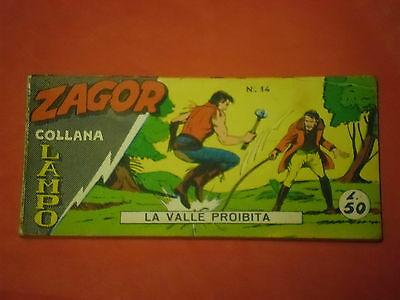 ZAGOR
N. 14
COLLANA
LAMPO
LA VALLE PROIBITA
L. 50